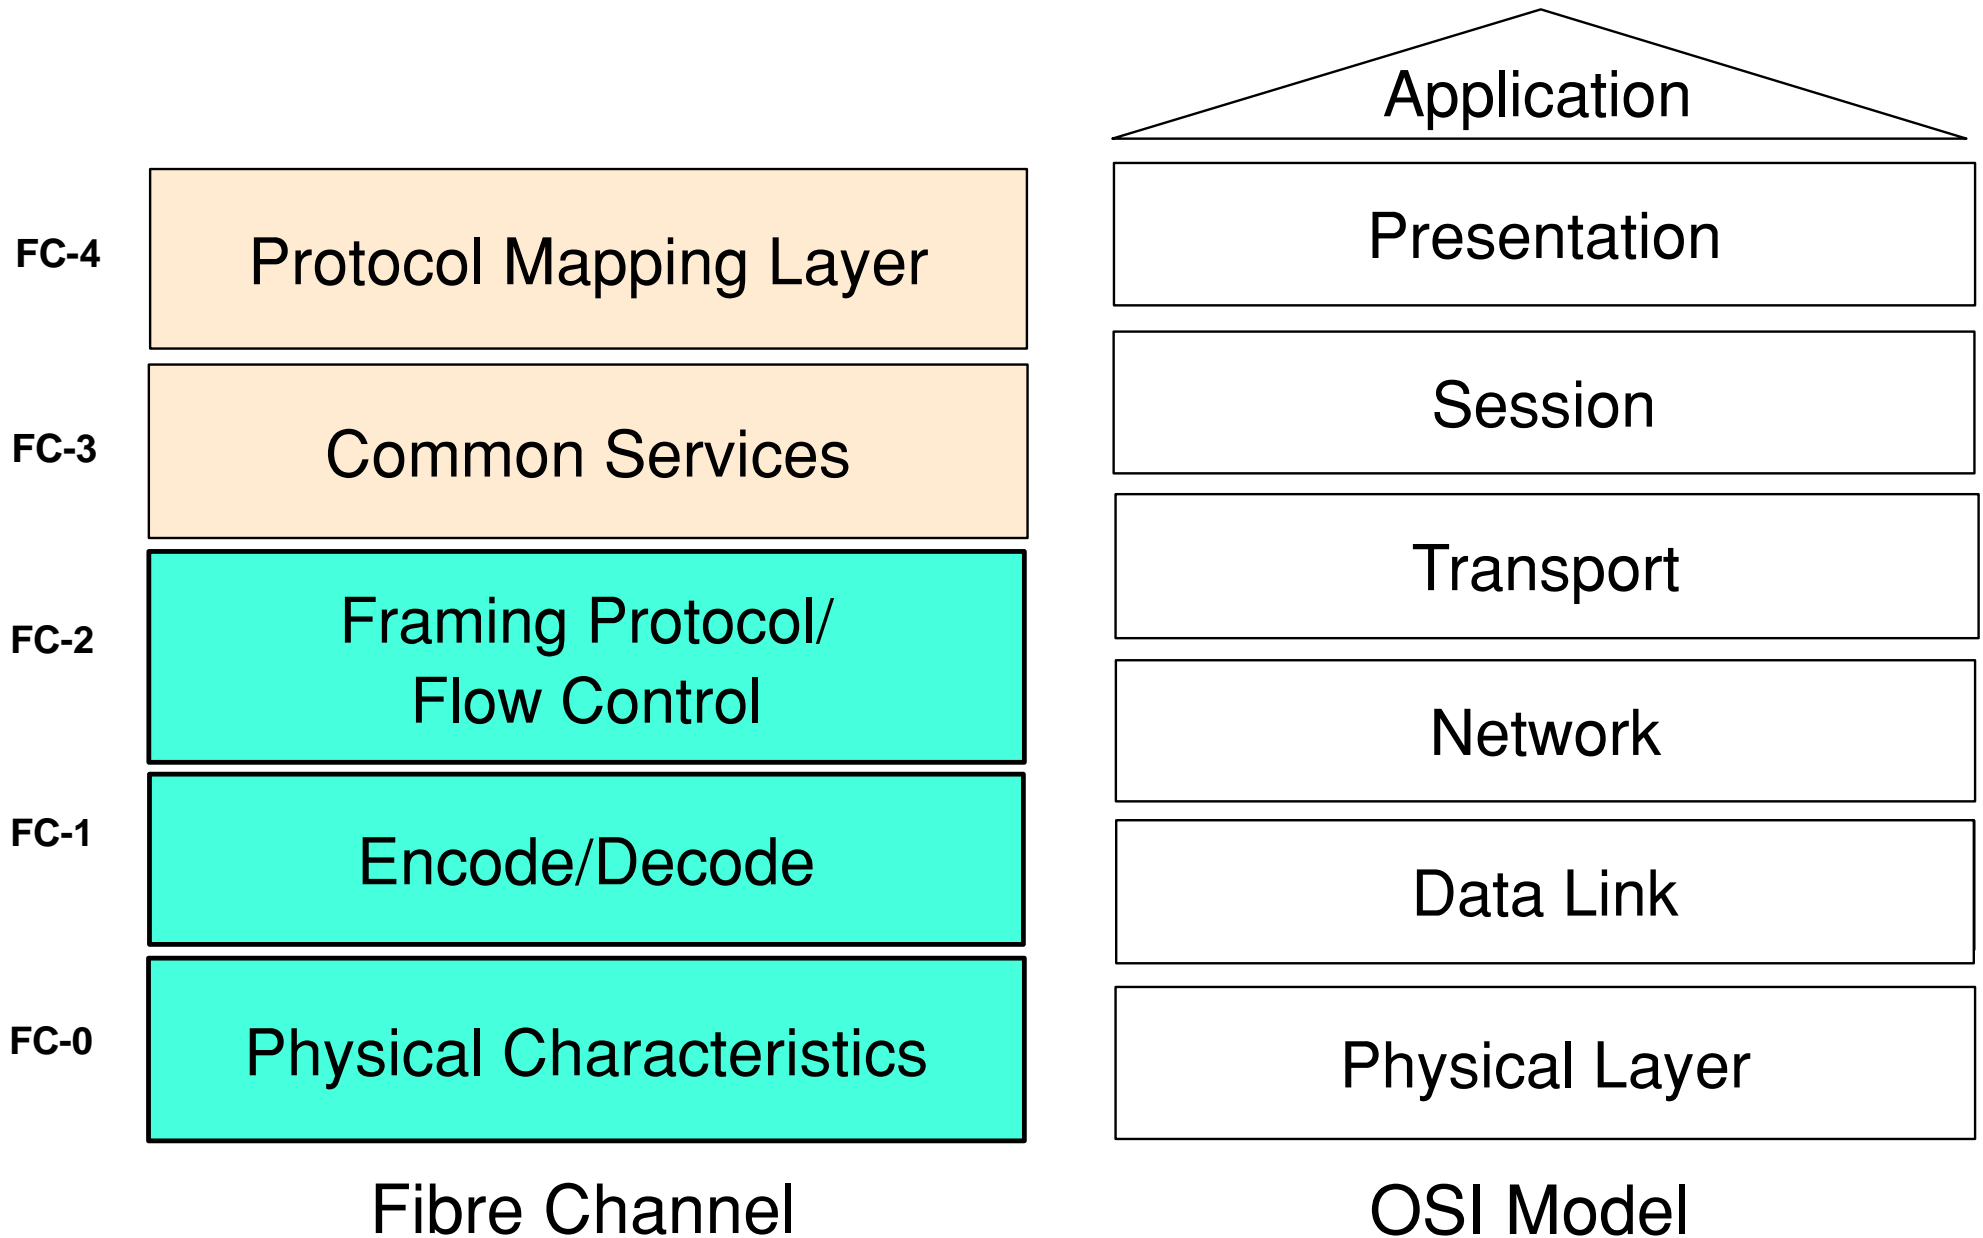 FC-4
Protocol Mapping Layer
FC-3
Common Services
FC-2
Framing Protocol/
Flow Control
FC-1
Encode/Decode
FC-0
Physical Characteristics
Fibre Channel
Application
Presentation
Session
Transport
Network
Data Link
Physical Layer
OSI Model